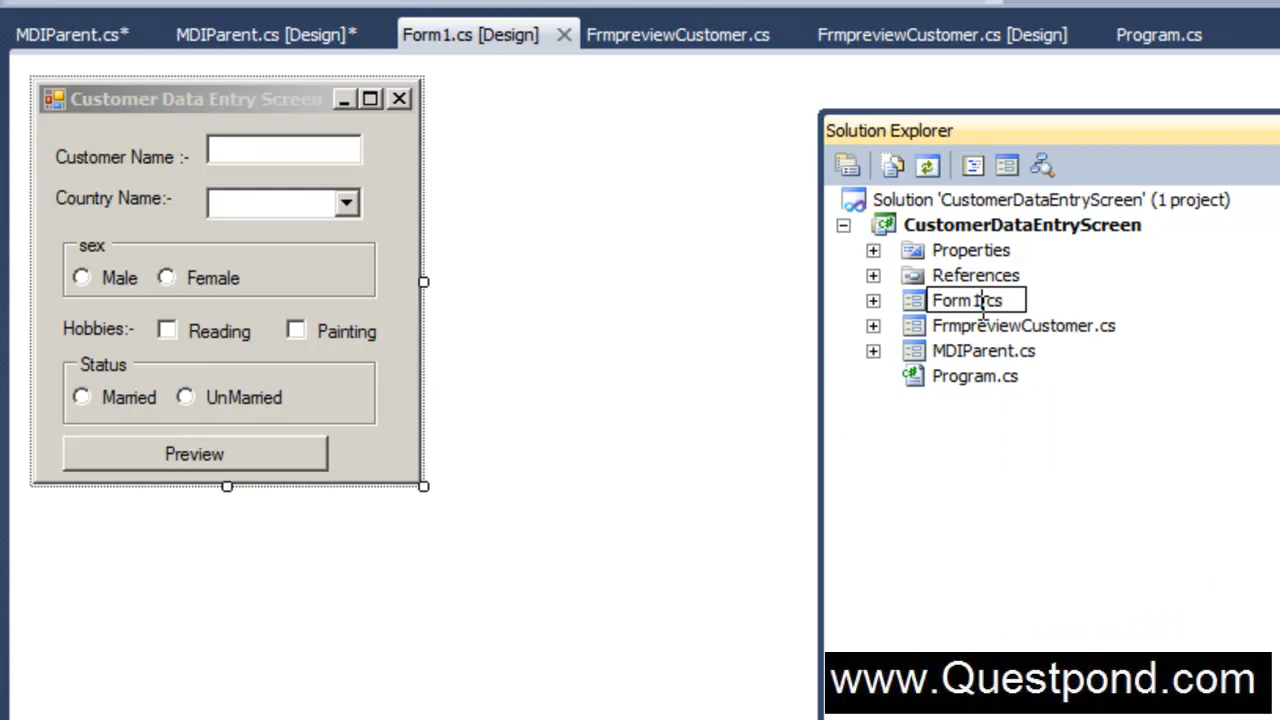 MDIParent.cs*
MDIParent.cs [Design]*
Form1.cs [Design]
FrmpreviewCustomer.cs
FrmpreviewCustomer.cs [Design]
Program.cs
Customer Data Entry Screen
Customer Name :-
Country Name:-
sex
Male
Female
Hobbies:-
Reading
Painting
Status
Married
UnMarried
Preview
Solution Explorer
Solution 'CustomerDataEntryScreen' (1 project)
CustomerDataEntryScreen
Properties
References
Form1.cs
FrmpreviewCustomer.cs
MDIParent.cs
Program.cs
www.Questpond.com